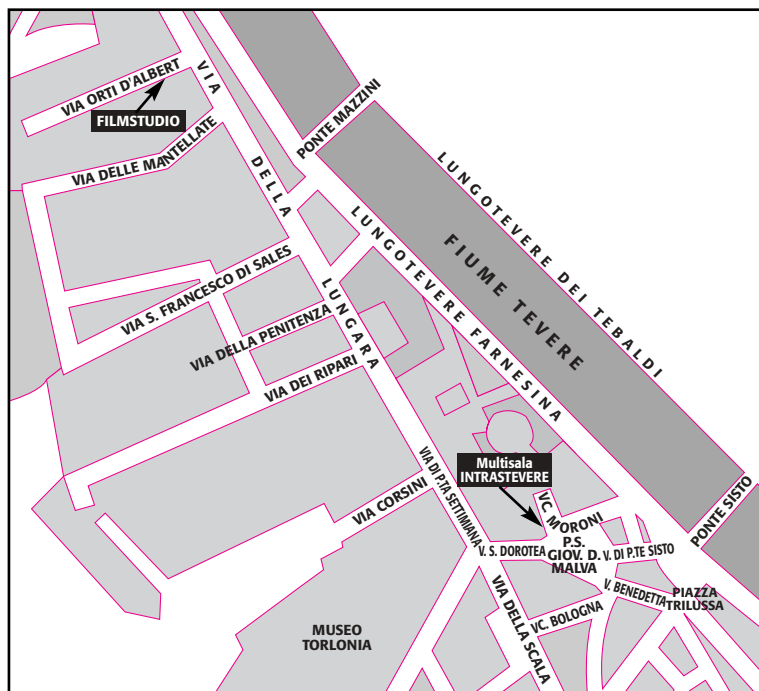 VIA ORTI D'ALBERT
FILMSTUDIO
VIA DELLE MANTELLATE
VIA DELLA LUNGARA
PONTE MAZZINI
LUNGOTEVERE DEI TEBALDI
FIUME TEVERE
LUNGOTEVERE FARNESINA
VIA S. FRANCESCO DI SALES
VIA DELLA PENITENZA
VIA DEI RIPARI
VIA DI P.TA SETTIMIANA
Multisala
INTRASTEVERE
VIA CORSINI
VC. MORONI
PONTE SISTO
P.S.
GIOV. D.
MALVA
V. S. DOROTEA
V. DI P.TE SISTO
V. BENEDETTA
PIAZZA
TRILUSSA
VC. BOLOGNA
VIA DELLA SCALA
MUSEO
TORLONIA